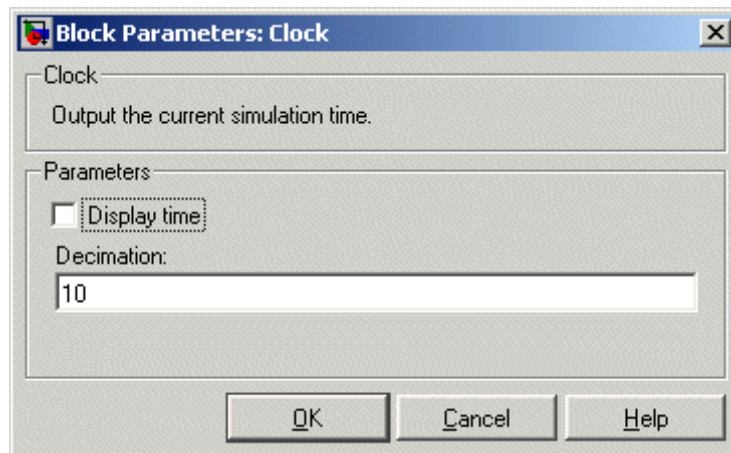 Block Parameters: Clock
Clock
Output the current simulation time.
Parameters
Display time
Decimation:
10
OK Cancel Help